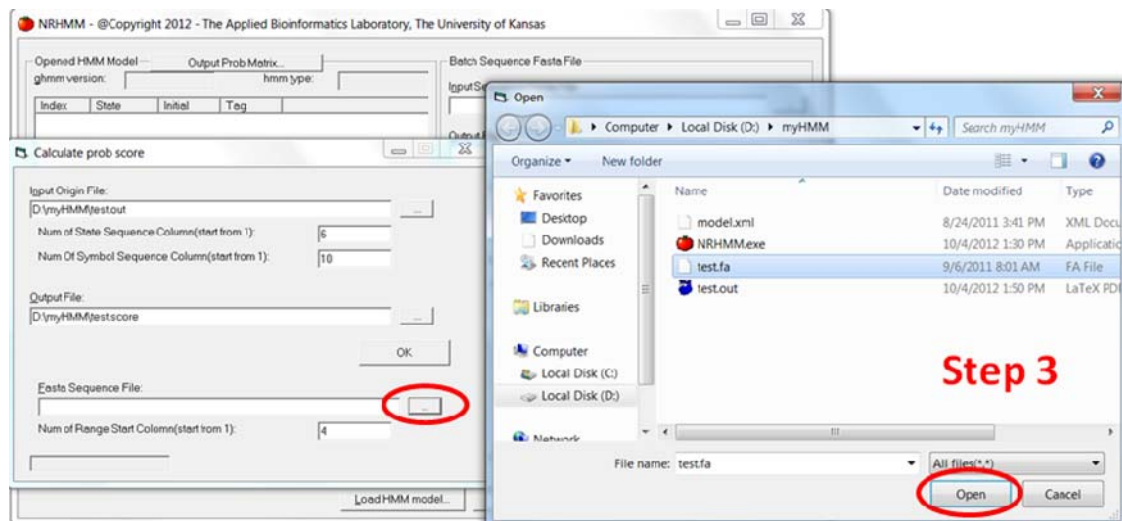 NRHMM - @Copyright 2012 - The Applied Bioinformatics Laboratory, The University of Kansas
Opened HMM Model
Output Prob Matrix...
ghmm version:
hmm type:
Index State Initial Tag
Batch Sequence Fasta File
Calculate prob score
Input Origin File:
D:\myHMM\test.out
...
Num of State Sequence Column(start from 1):
6
Num Of Symbol Sequence Column(start from 1):
10
Output File:
D:\myHMM\test.score
...
OK
Fasta Sequence File:
...
Num of Range Start Colomn(start from 1):
4
Load HMM model...
Open
Computer Local Disk (D:) myHMM
Search myHMM
Organize New folder
Favorites
Desktop
Downloads
Recent Places
Libraries
Computer
Local Disk (C:)
Local Disk (D:)
Network
Name Date modified Type
model.xml 8/24/2011 3:41 PM XML Docu
NRHMM.exe 10/4/2012 1:30 PM Applicatic
test.fa 9/6/2011 8:01 AM FA File
test.out 10/4/2012 1:50 PM LaTeX PDI
Step 3
File name: test.fa
All files(*.*)
Open Cancel